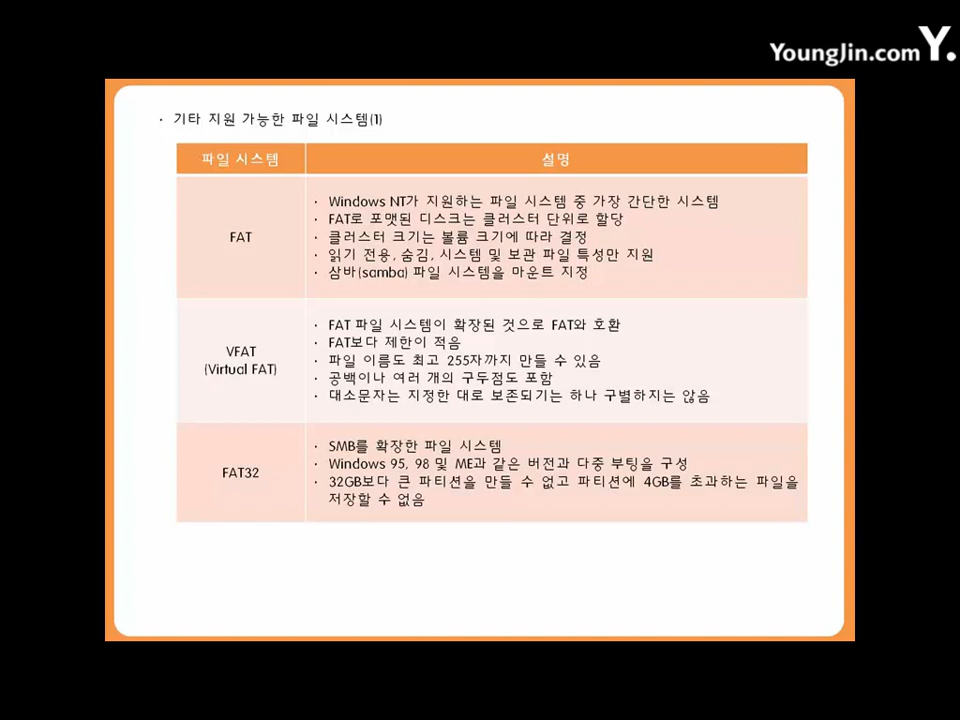 YoungJin.com Y.
· 기타 지원 가능한 파일 시스템(1)
파일 시스템
설명
FAT
· Windows NT가 지원하는 파일 시스템 중 가장 간단한 시스템
· FAT로 포맷된 디스크는 클러스터 단위로 할당
· 클러스터 크기는 볼륨 크기에 따라 결정
· 읽기 전용, 숨김, 시스템 및 보관 파일 특성만 지원
· 삼바(samba) 파일 시스템을 마운트 지정
VFAT
(Virtual FAT)
· FAT 파일 시스템이 확장된 것으로 FAT와 호환
· FAT보다 제한이 적음
· 파일 이름도 최고 255자까지 만들 수 있음
· 공백이나 여러 개의 구두점도 포함
· 대소문자는 지정한 대로 보존되기는 하나 구별하지는 않음
FAT32
· SMB를 확장한 파일 시스템
· Windows 95, 98 및 ME과 같은 버전과 다중 부팅을 구성
· 32GB보다 큰 파티션을 만들 수 없고 파티션에 4GB를 초과하는 파일을
저장할 수 없음